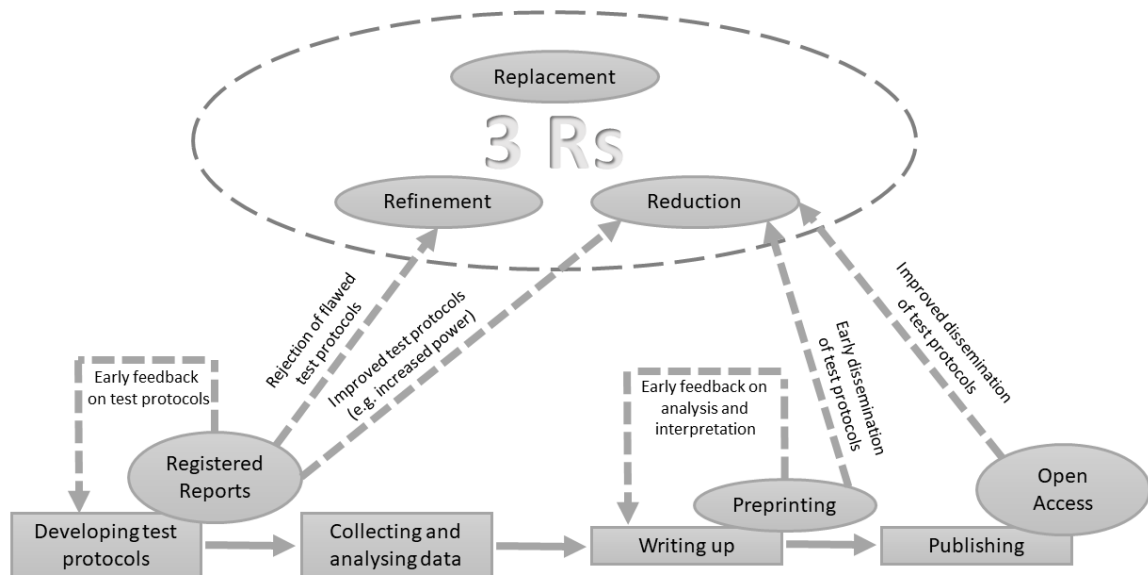 Replacement
3 Rs
Refinement
Reduction
Rejection of flawed
test protocols
Improved test protocols
(e.g. increased power)
Early dissemination
of test protocols
Improved dissemination
of test protocols
Early feedback
on test protocols
Early feedback on
analysis and
interpretation
Registered
Reports
Preprinting
Open
Access
Developing test
protocols
Collecting and
analysing data
Writing up
Publishing